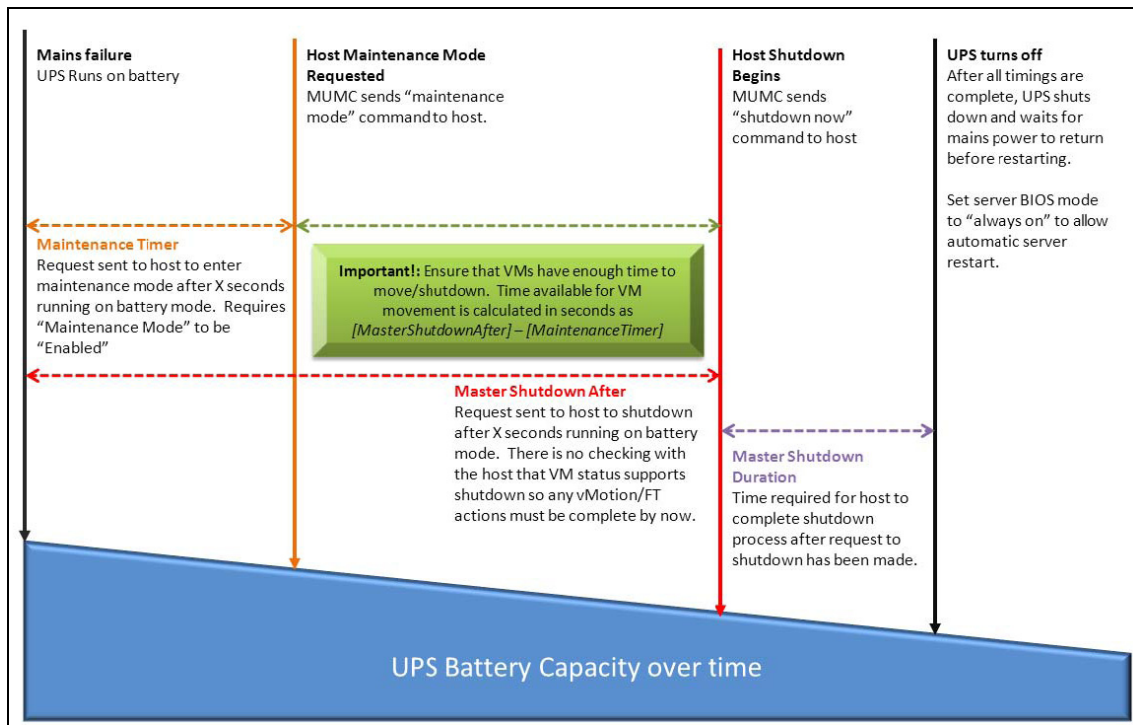 Mains failure
UPS Runs on battery
Host Maintenance Mode
Requested
MUMC sends “maintenance
mode” command to host.
Host Shutdown
Begins
MUMC sends
“shutdown now”
command to host
UPS turns off
After all timings are
complete, UPS shuts
down and waits for
mains power to return
before restarting.
Set server BIOS mode
to “always on” to allow
automatic server
restart.
Maintenance Timer
Request sent to host to enter
maintenance mode after X seconds
running on battery mode. Requires
“Maintenance Mode” to be
“Enabled”
Important!: Ensure that VMs have enough time to
move/shutdown. Time available for VM
movement is calculated in seconds as
[MasterShutdownAfter] – [MaintenanceTimer]
Master Shutdown After
Request sent to host to shutdown
after X seconds running on battery
mode. There is no checking with
the host that VM status supports
shutdown so any vMotion/FT
actions must be complete by now.
Master Shutdown
Duration
Time required for host to
complete shutdown
process after request to
shutdown has been made.
UPS Battery Capacity over time